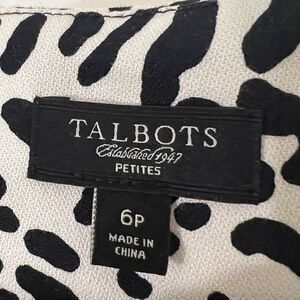 TALBOTS
Established 1947
PETITES
6P
MADE IN
CHINA